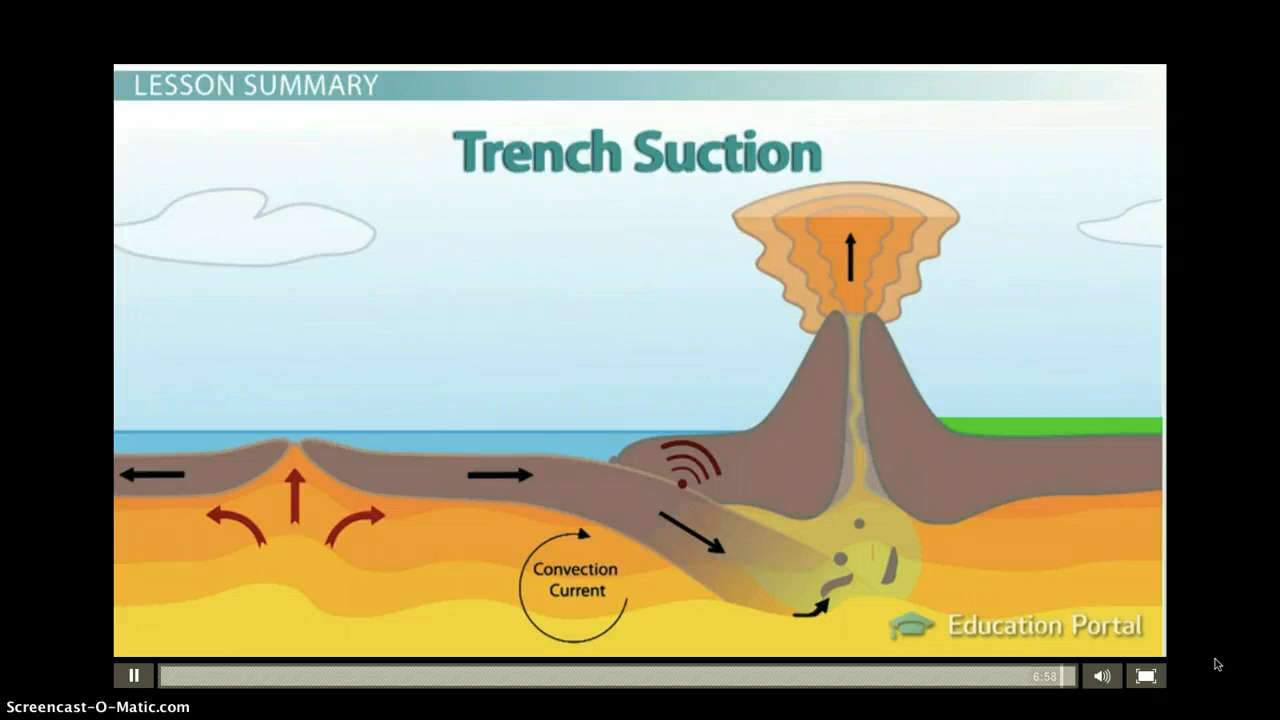 LESSON SUMMARY
Trench Suction
Convection
Current
Education Portal
6:58
Screencast-O-Matic.com